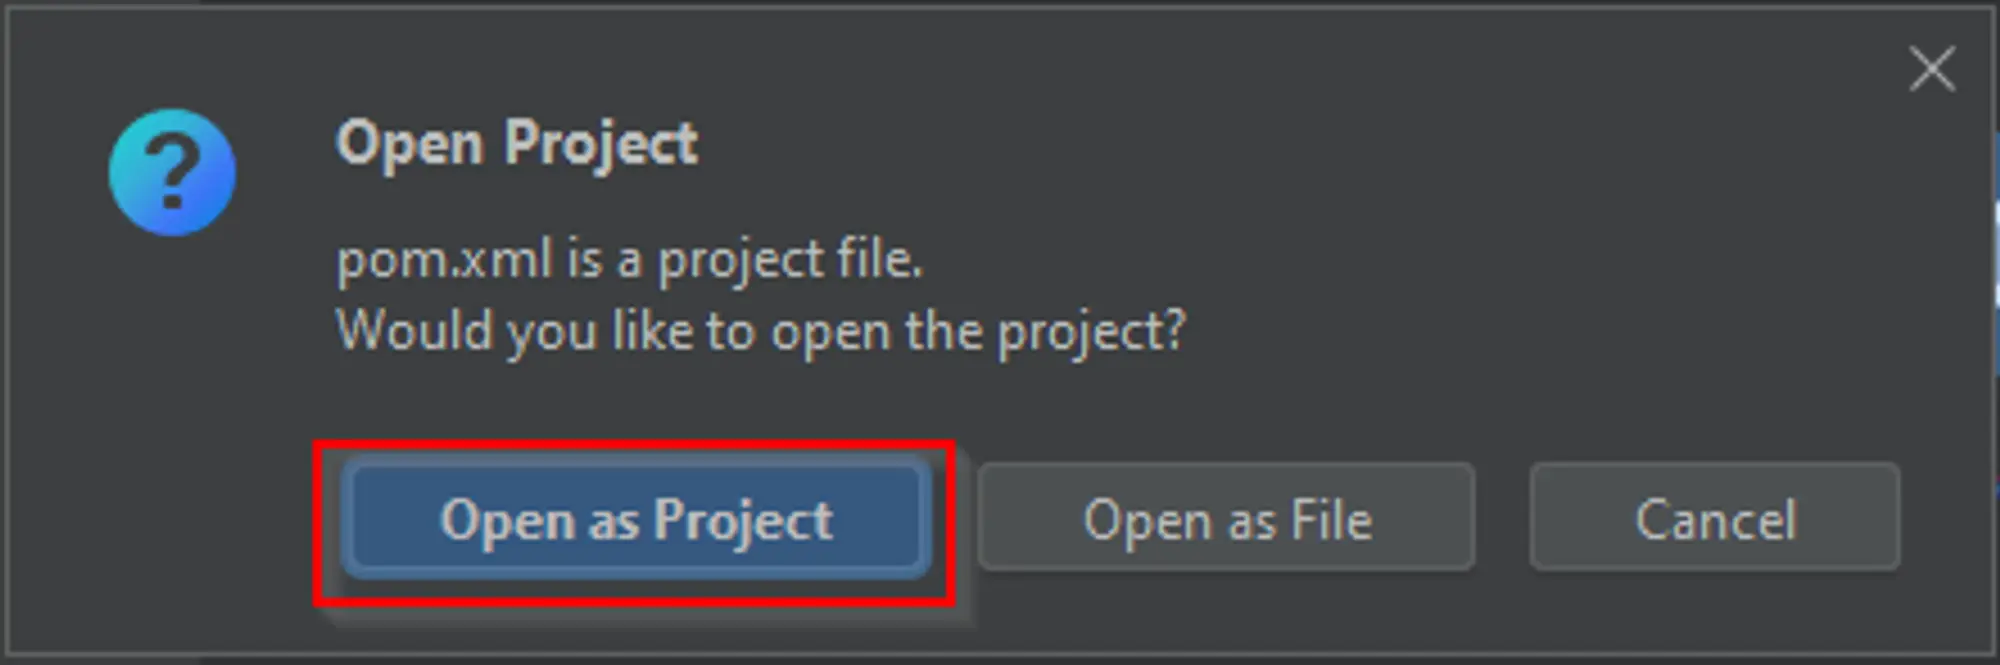 Open Project
pom.xml is a project file.
Would you like to open the project?
Open as Project
Open as File
Cancel